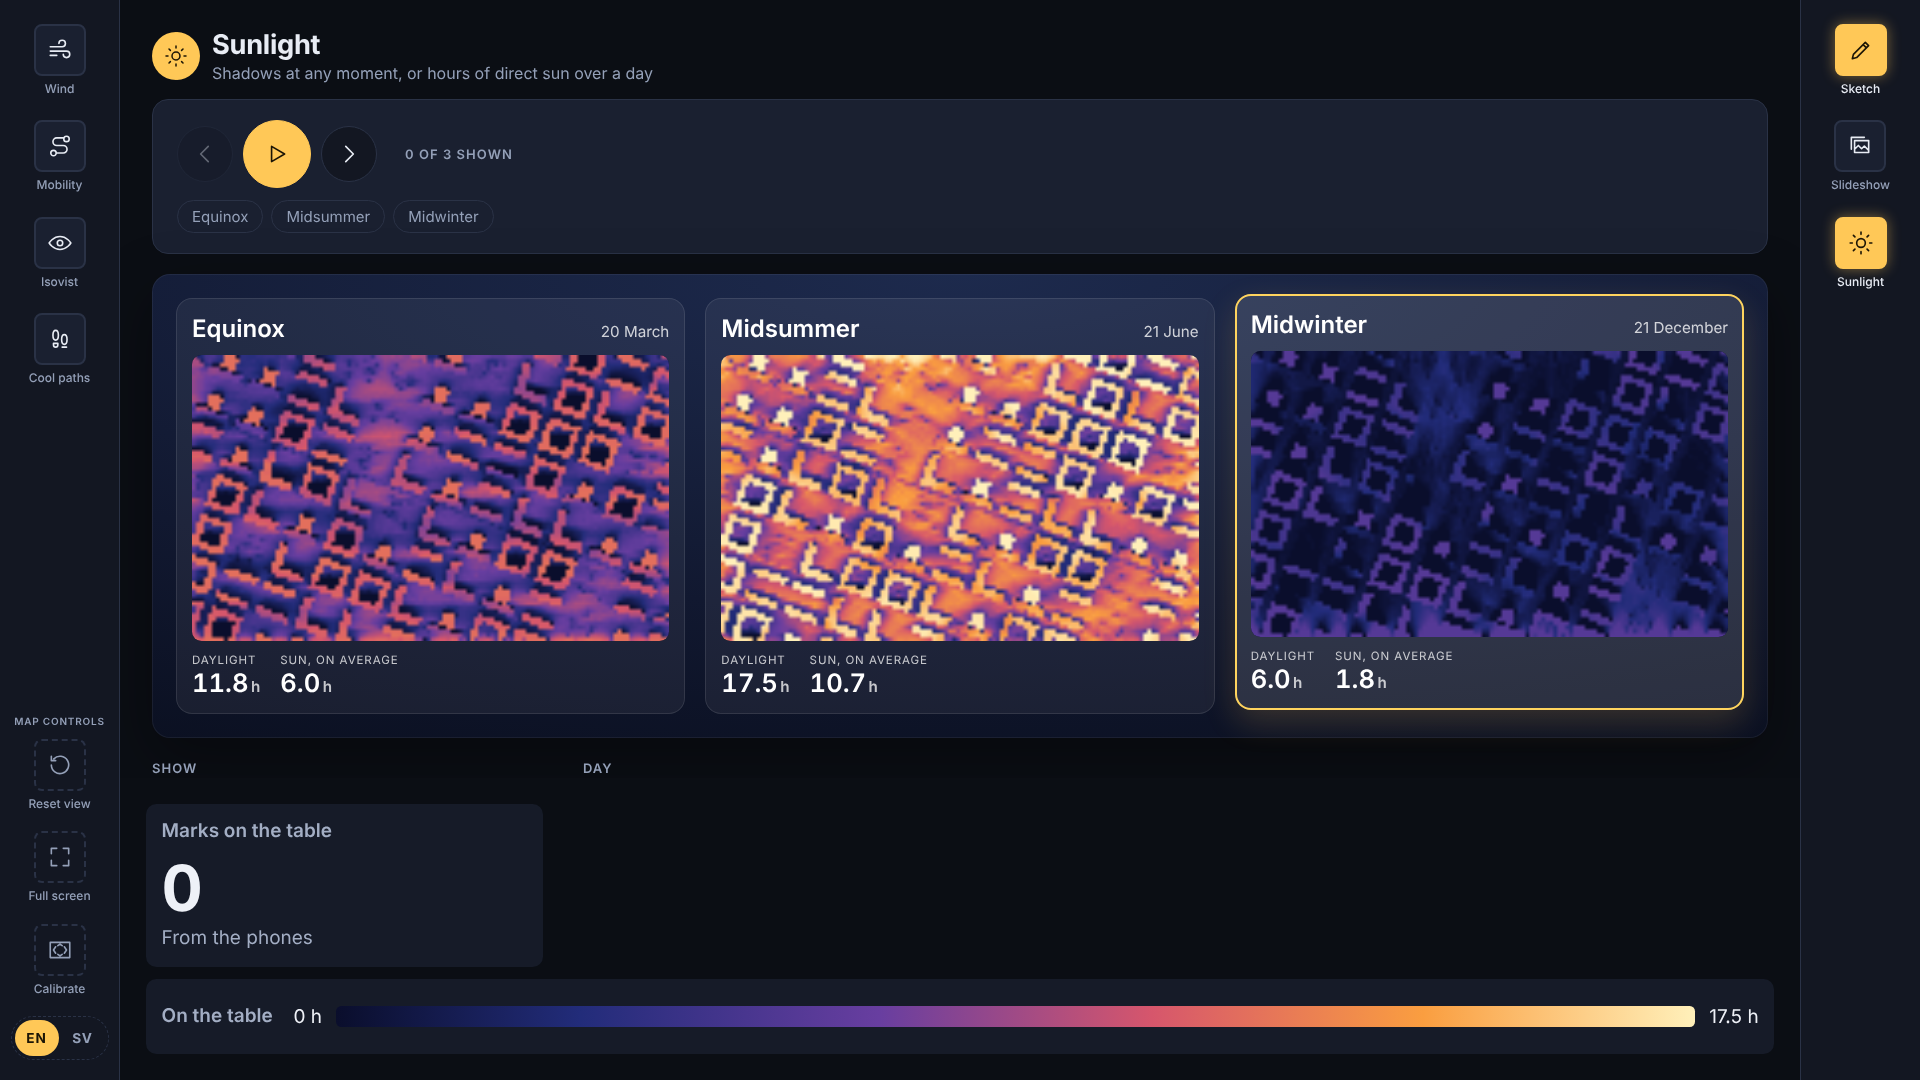 Wind
Mobility
Isovist
Cool paths
MAP CONTROLS
Reset view
Full screen
Calibrate
EN SV
Sunlight
Shadows at any moment, or hours of direct sun over a day
0 OF 3 SHOWN
Equinox Midsummer Midwinter
Equinox 20 March
DAYLIGHT SUN, ON AVERAGE
11.8 h 6.0 h
Midsummer 21 June
DAYLIGHT SUN, ON AVERAGE
17.5 h 10.7 h
Midwinter 21 December
DAYLIGHT SUN, ON AVERAGE
6.0 h 1.8 h
SHOW DAY
Marks on the table
0
From the phones
On the table 0 h 17.5 h
Sketch
Slideshow
Sunlight